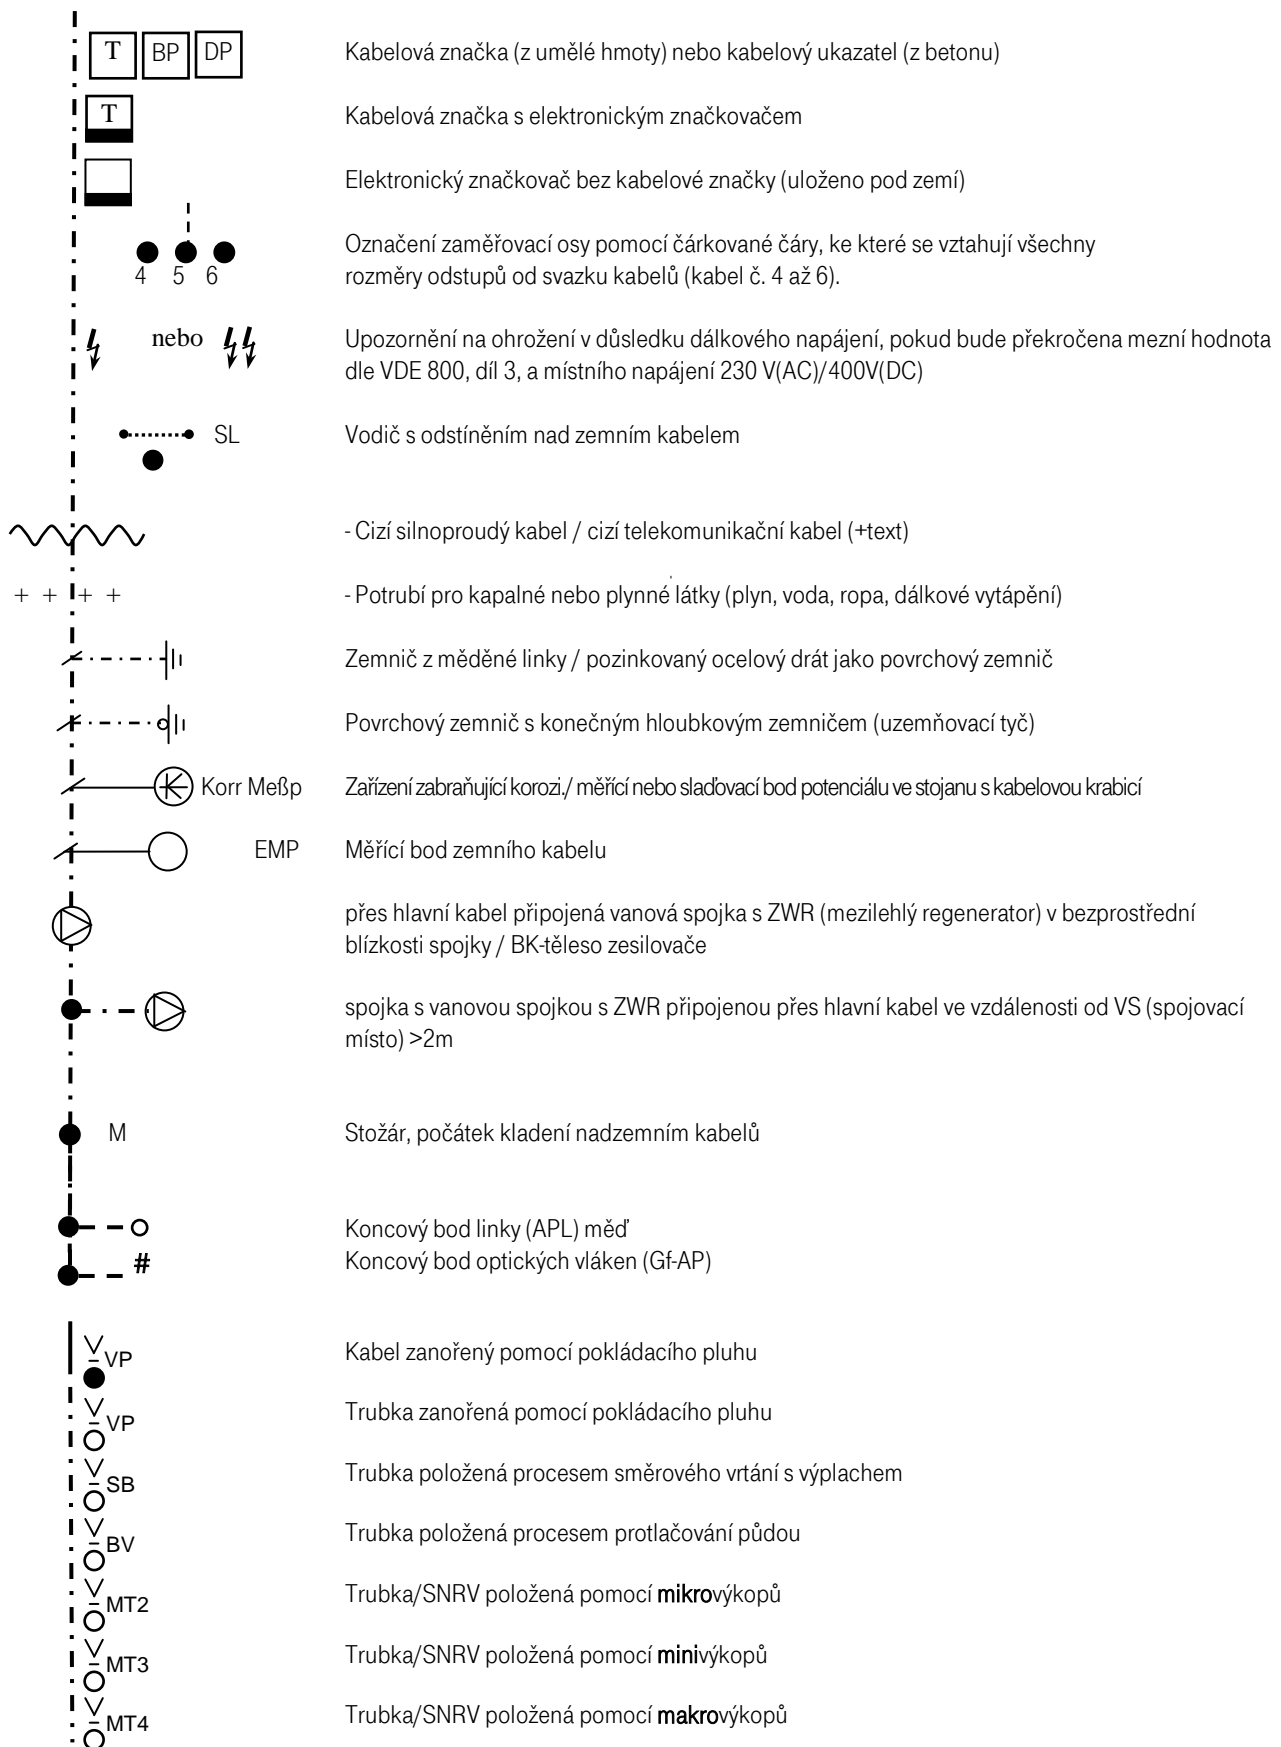 T BP DP Kabelová značka (z umělé hmoty) nebo kabelový ukazatel (z betonu)
T Kabelová značka s elektronickým značkovačem
Elektronický značkovač bez kabelové značky (uloženo pod zemí)
Označení zaměřovací osy pomocí čárkované čáry, ke které se vztahují všechny
4 5 6 rozměry odstupů od svazku kabelů (kabel č. 4 až 6).
nebo Upozornění na ohrožení v důsledku dálkového napájení, pokud bude překročena mezní hodnota
dle VDE 800, díl 3, a místního napájení 230 V(AC)/400V(DC)
SL Vodič s odstíněním nad zemním kabelem
- Cizí silnoproudý kabel / cizí telekomunikační kabel (+text)
+ + + + - Potrubí pro kapalné nebo plynné látky (plyn, voda, ropa, dálkové vytápění)
Zemnič z měděné linky / pozinkovaný ocelový drát jako povrchový zemnič
Povrchový zemnič s konečným hloubkovým zemničem (uzemňovací tyč)
Korr Meßp Zařízení zabraňující korozi./ měřící nebo slaďovací bod potenciálu ve stojanu s kabelovou krabicí
EMP Měřící bod zemního kabelu
přes hlavní kabel připojená vanová spojka s ZWR (mezilehlý regenerator) v bezprostřední
blízkosti spojky / BK-těleso zesilovače
spojka s vanovou spojkou s ZWR připojenou přes hlavní kabel ve vzdálenosti od VS (spojovací
místo) >2m
M Stožár, počátek kladení nadzemním kabelů
Koncový bod linky (APL) měď
# Koncový bod optických vláken (Gf-AP)
VP Kabel zanořený pomocí pokládacího pluhu
VP Trubka zanořená pomocí pokládacího pluhu
SB Trubka položená procesem směrového vrtání s výplachem
BV Trubka položená procesem protlačování půdou
MT2 Trubka/SNRV položená pomocí mikrovýkopů
MT3 Trubka/SNRV položená pomocí minivýkopů
MT4 Trubka/SNRV položená pomocí makrovýkopů